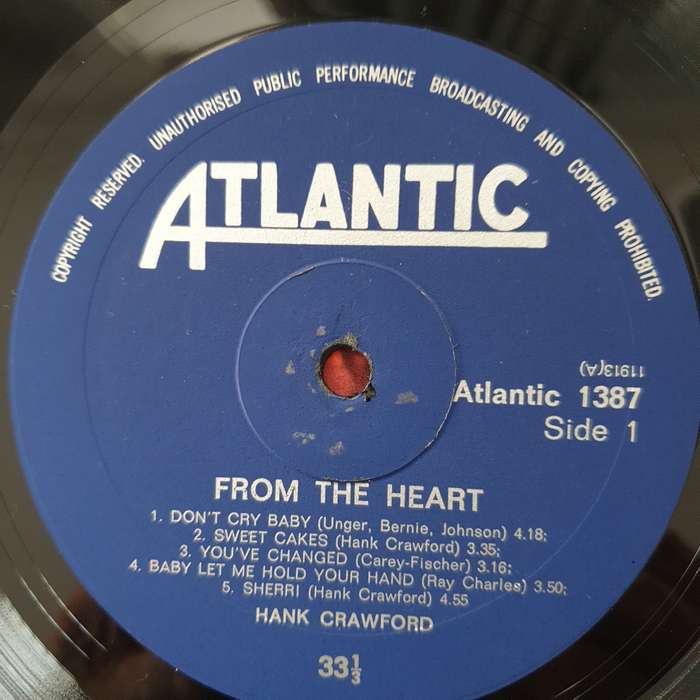 COPYRIGHT RESERVED. UNAUTHORISED PUBLIC PERFORMANCE BROADCASTING AND COPYING PROHIBITED.
ATLANTIC
11913(A)
Atlantic 1387
Side 1
FROM THE HEART
1. DON'T CRY BABY (Unger, Bernie, Johnson) 4.18;
2. SWEET CAKES (Hank Crawford) 3.35;
3. YOU'VE CHANGED (Carey-Fischer) 3.16;
4. BABY LET ME HOLD YOUR HAND (Ray Charles) 3.50;
5. SHERRI (Hank Crawford) 4.55
HANK CRAWFORD
33⅓